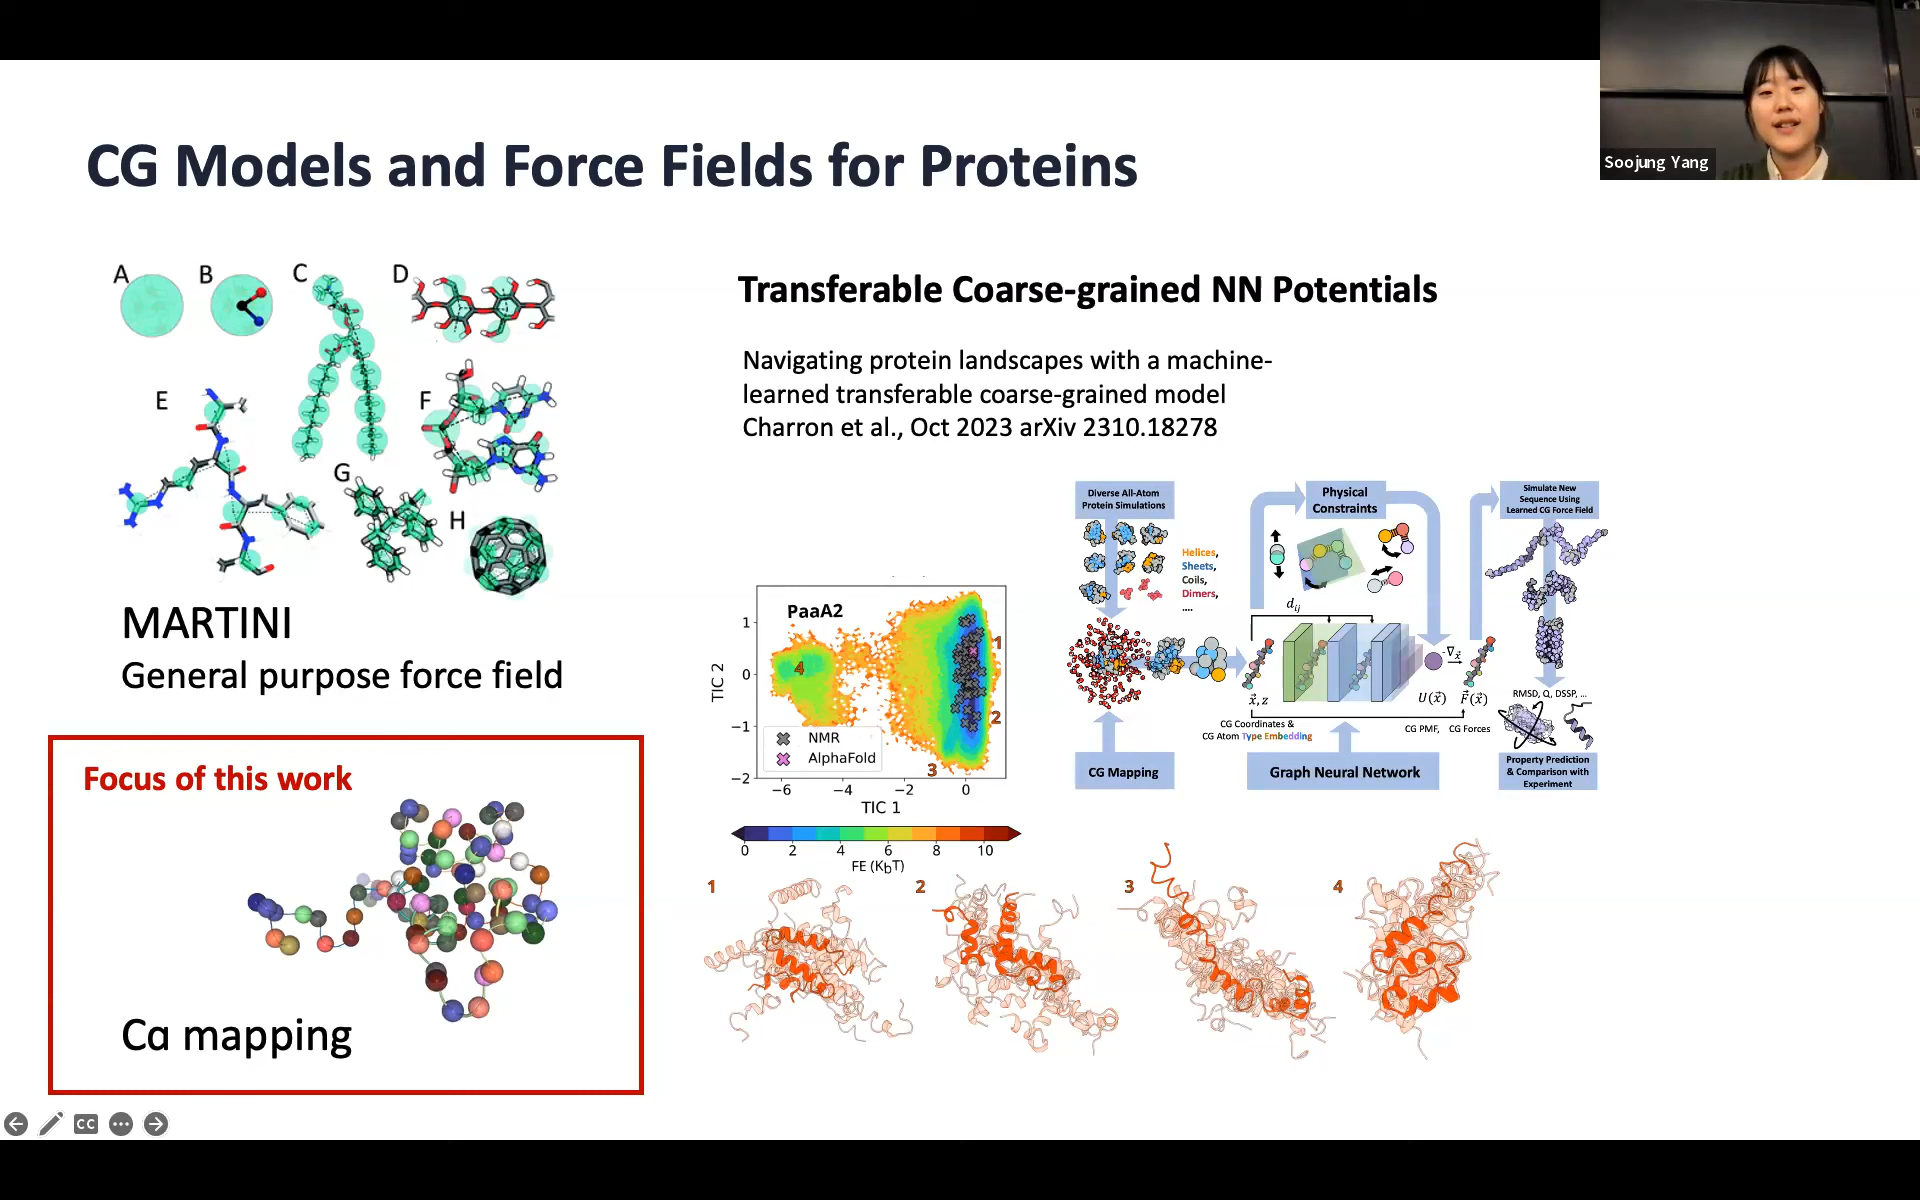 Soojung Yang
CG Models and Force Fields for Proteins
A
B
C
D
E
F
G
H
MARTINI
General purpose force field
Focus of this work
Cα mapping
Transferable Coarse-grained NN Potentials
Navigating protein landscapes with a machine-
learned transferable coarse-grained model
Charron et al., Oct 2023 arXiv 2310.18278
PaaA2
1
0
−1
−2
TIC 2
4
1
2
3
NMR
AlphaFold
−6 −4 −2 0
TIC 1
0 2 4 6 8 10
FE (KbT)
Diverse All-Atom
Protein Simulations
Helices,
Sheets,
Coils,
Dimers,
....
Physical
Constraints
Simulate New
Sequence Using
Learned CG Force Field
d_ij
x⃗, z
-∇x⃗
U(x⃗) F⃗(x⃗)
CG Coordinates &
CG Atom Type Embedding
CG PMF, CG Forces
RMSD, Q, DSSP, ...
CG Mapping
Graph Neural Network
Property Prediction
& Comparison with
Experiment
1
2
3
4
CC